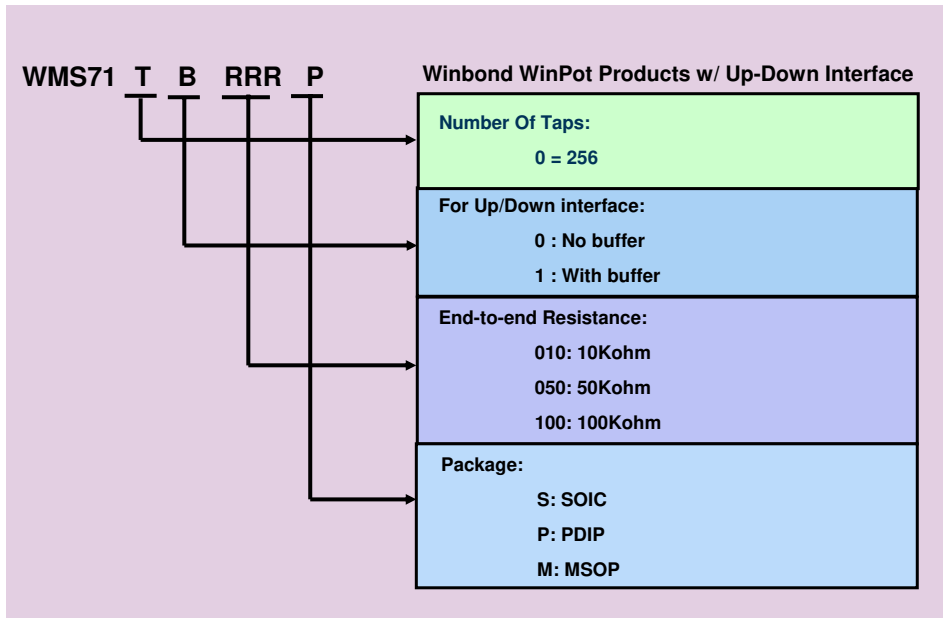 WMS71 T B RRR P
Winbond WinPot Products w/ Up-Down Interface
Number Of Taps:
0 = 256
For Up/Down interface:
0 : No buffer
1 : With buffer
End-to-end Resistance:
010: 10Kohm
050: 50Kohm
100: 100Kohm
Package:
S: SOIC
P: PDIP
M: MSOP